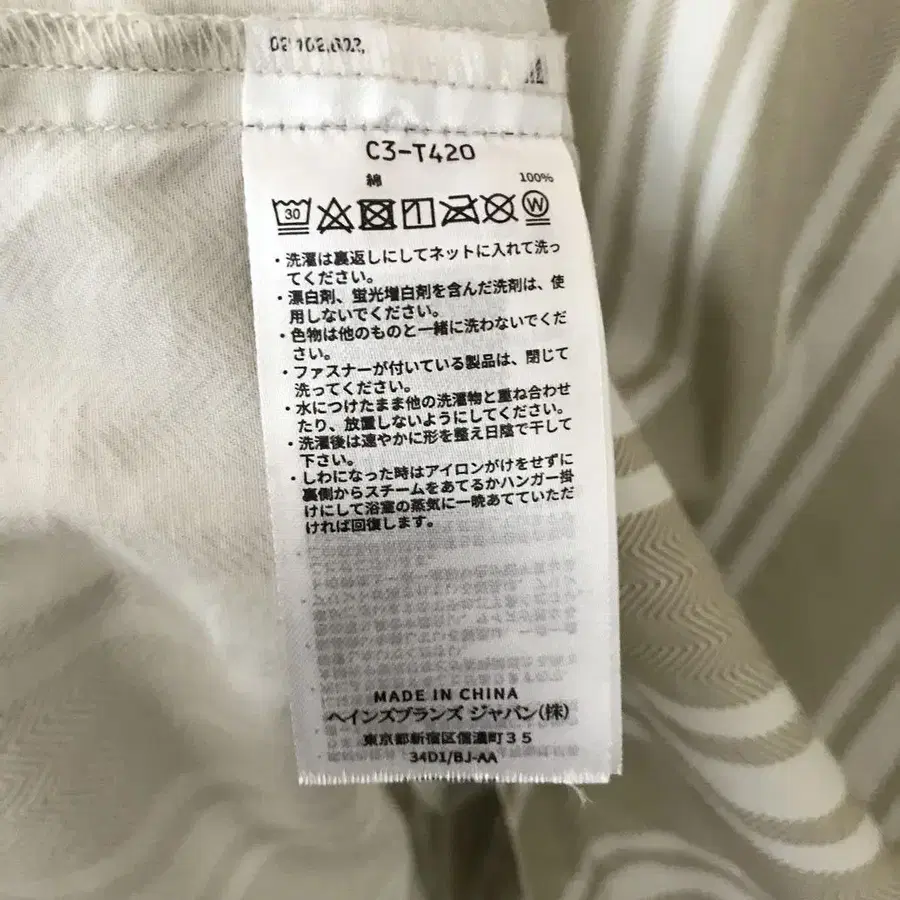 C3-T420
綿 100%
30 W
・洗濯は裏返しにしてネットに入れて洗っ
てください。
・漂白剤、蛍光増白剤を含んだ洗剤は、使
用しないでください。
・色物は他のものと一緒に洗わないでくだ
さい。
・ファスナーが付いている製品は、閉じて
洗ってください。
・水につけたまま他の洗濯物と重ね合わせ
たり、放置しないようにしてください。
・洗濯後は速やかに形を整え日陰で干して
下さい。
・しわになった時はアイロンがけをせずに
裏側からスチームをあてるかハンガー掛
けにして浴室の蒸気に一晩あてていただ
ければ回復します。
MADE IN CHINA
ヘインズブランズ ジャパン(株)
東京都新宿区信濃町35
34D1/BJ-AA